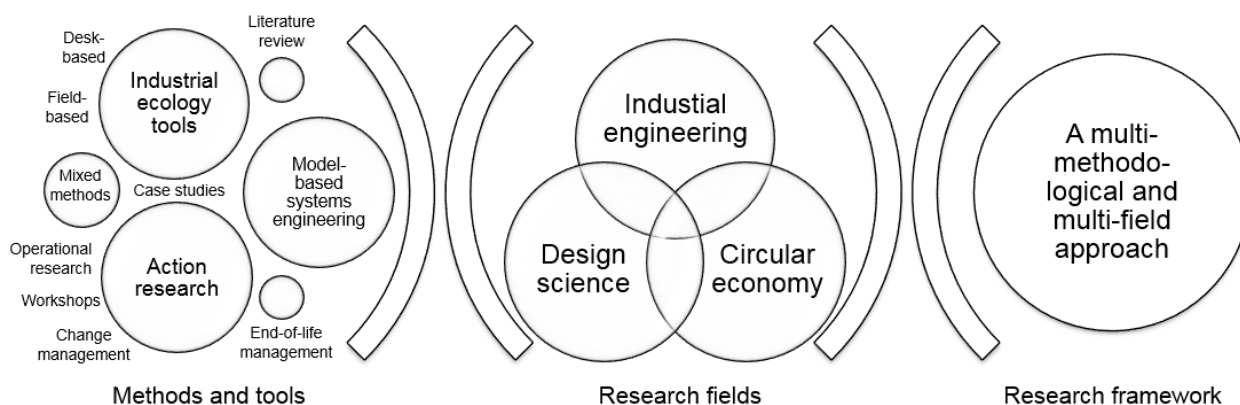 Desk-
based
Literature
review
Industrial
ecology
tools
Field-
based
Mixed
methods
Case studies
Model-
based
systems
engineering
Operational
research
Action
research
Workshops
Change
management
End-of-life
management
Methods and tools
Industial
engineering
Design
science
Circular
economy
Research fields
A multi-
methodo-
logical and
multi-field
approach
Research framework